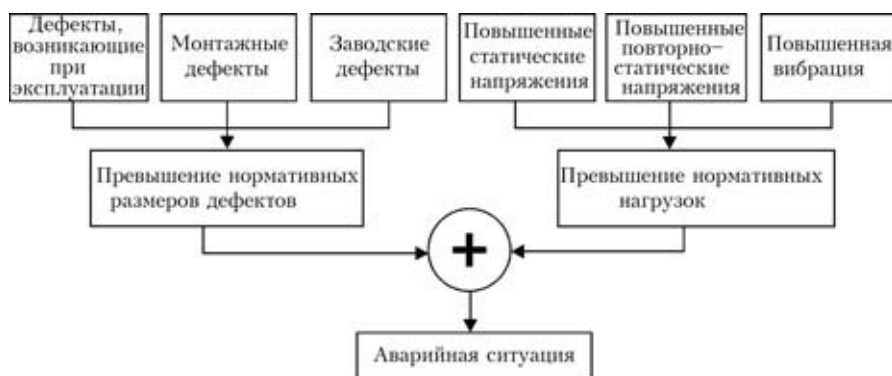 Дефекты,
возникающие
при
эксплуатации
Монтажные
дефекты
Заводские
дефекты
Повышенные
статические
напряжения
Повышенные
повторно-
статические
напряжения
Повышенная
вибрация
Превышение нормативных
размеров дефектов
Превышение нормативных
нагрузок
+
Аварийная ситуация